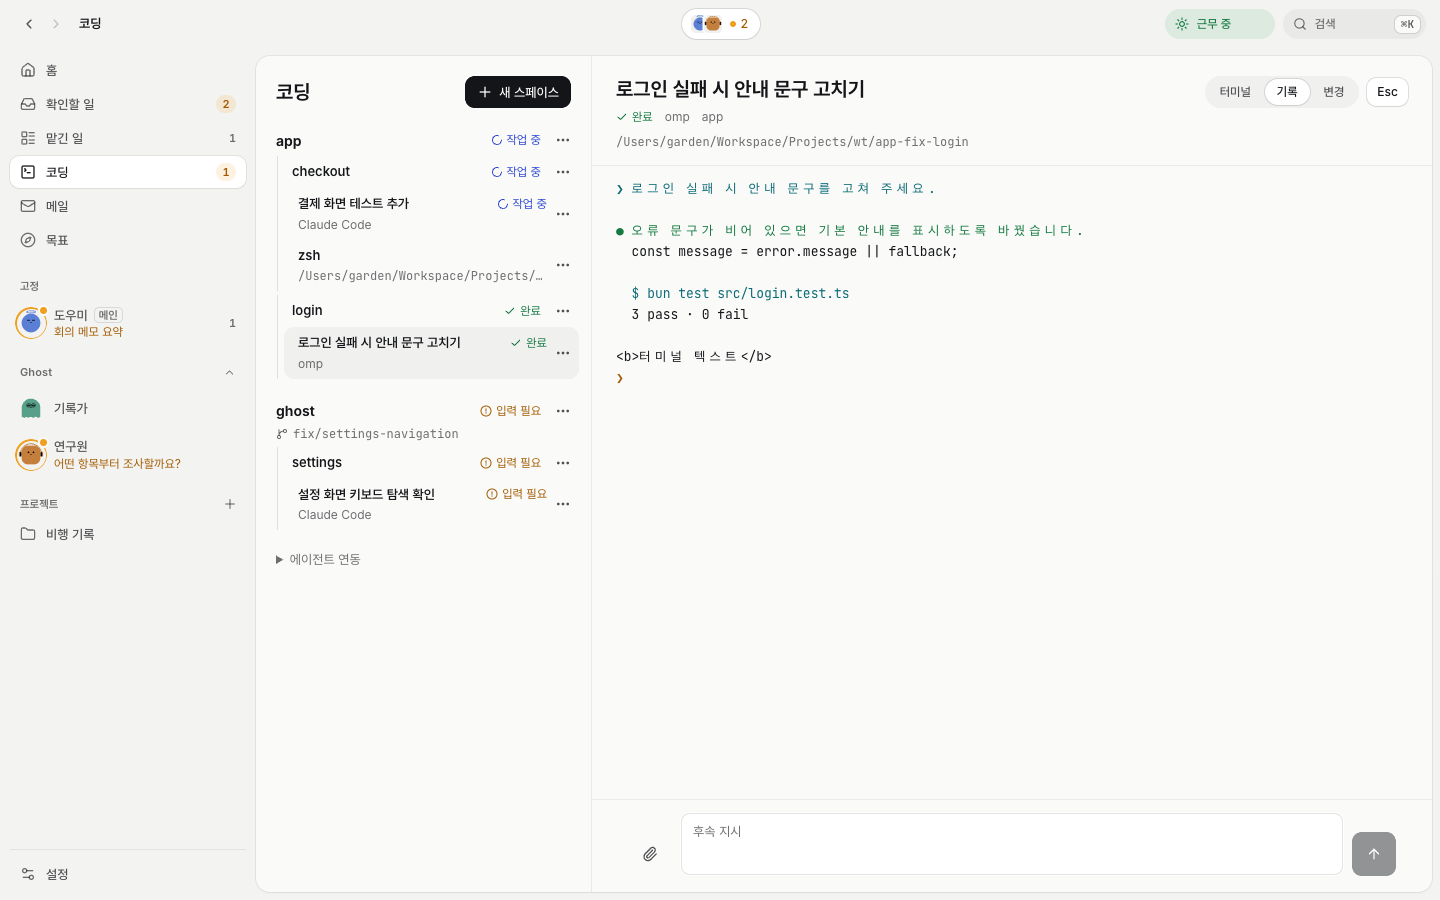 코딩
2
근무 중
검색
⌘K
홈
확인할 일
2
맡긴 일
1
코딩
1
메일
목표
고정
도우미
메인
회의 메모 요약
1
Ghost
기록가
연구원
어떤 항목부터 조사할까요?
프로젝트
비행 기록
설정
코딩
새 스페이스
app
작업 중
checkout
작업 중
결제 화면 테스트 추가
작업 중
Claude Code
zsh
/Users/garden/Workspace/Projects/…
login
완료
로그인 실패 시 안내 문구 고치기
완료
omp
ghost
입력 필요
fix/settings-navigation
settings
입력 필요
설정 화면 키보드 탐색 확인
입력 필요
Claude Code
에이전트 연동
로그인 실패 시 안내 문구 고치기
터미널
기록
변경
Esc
완료 omp app
/Users/garden/Workspace/Projects/wt/app-fix-login
❯ 로그인 실패 시 안내 문구를 고쳐 주세요.
● 오류 문구가 비어 있으면 기본 안내를 표시하도록 바꿨습니다.
const message = error.message || fallback;
$ bun test src/login.test.ts
3 pass · 0 fail
<b>터미널 텍스트</b>
❯
후속 지시